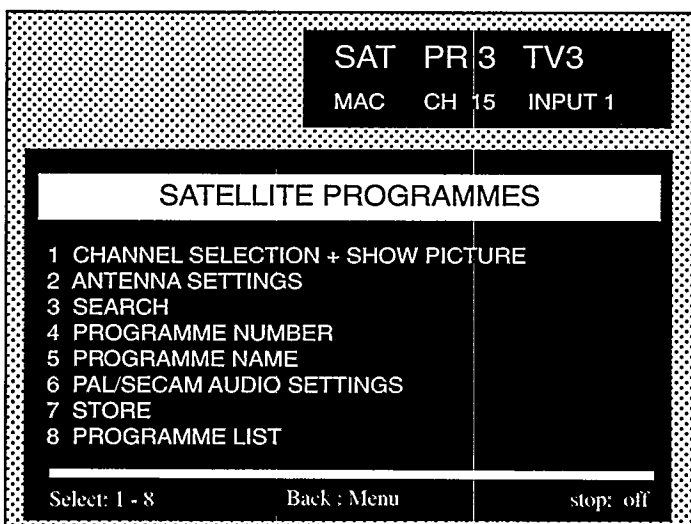 SAT PR 3 TV3
MAC CH 15 INPUT 1
SATELLITE PROGRAMMES
1 CHANNEL SELECTION + SHOW PICTURE
2 ANTENNA SETTINGS
3 SEARCH
4 PROGRAMME NUMBER
5 PROGRAMME NAME
6 PAL/SECAM AUDIO SETTINGS
7 STORE
8 PROGRAMME LIST
Select: 1 - 8 Back : Menu stop: off